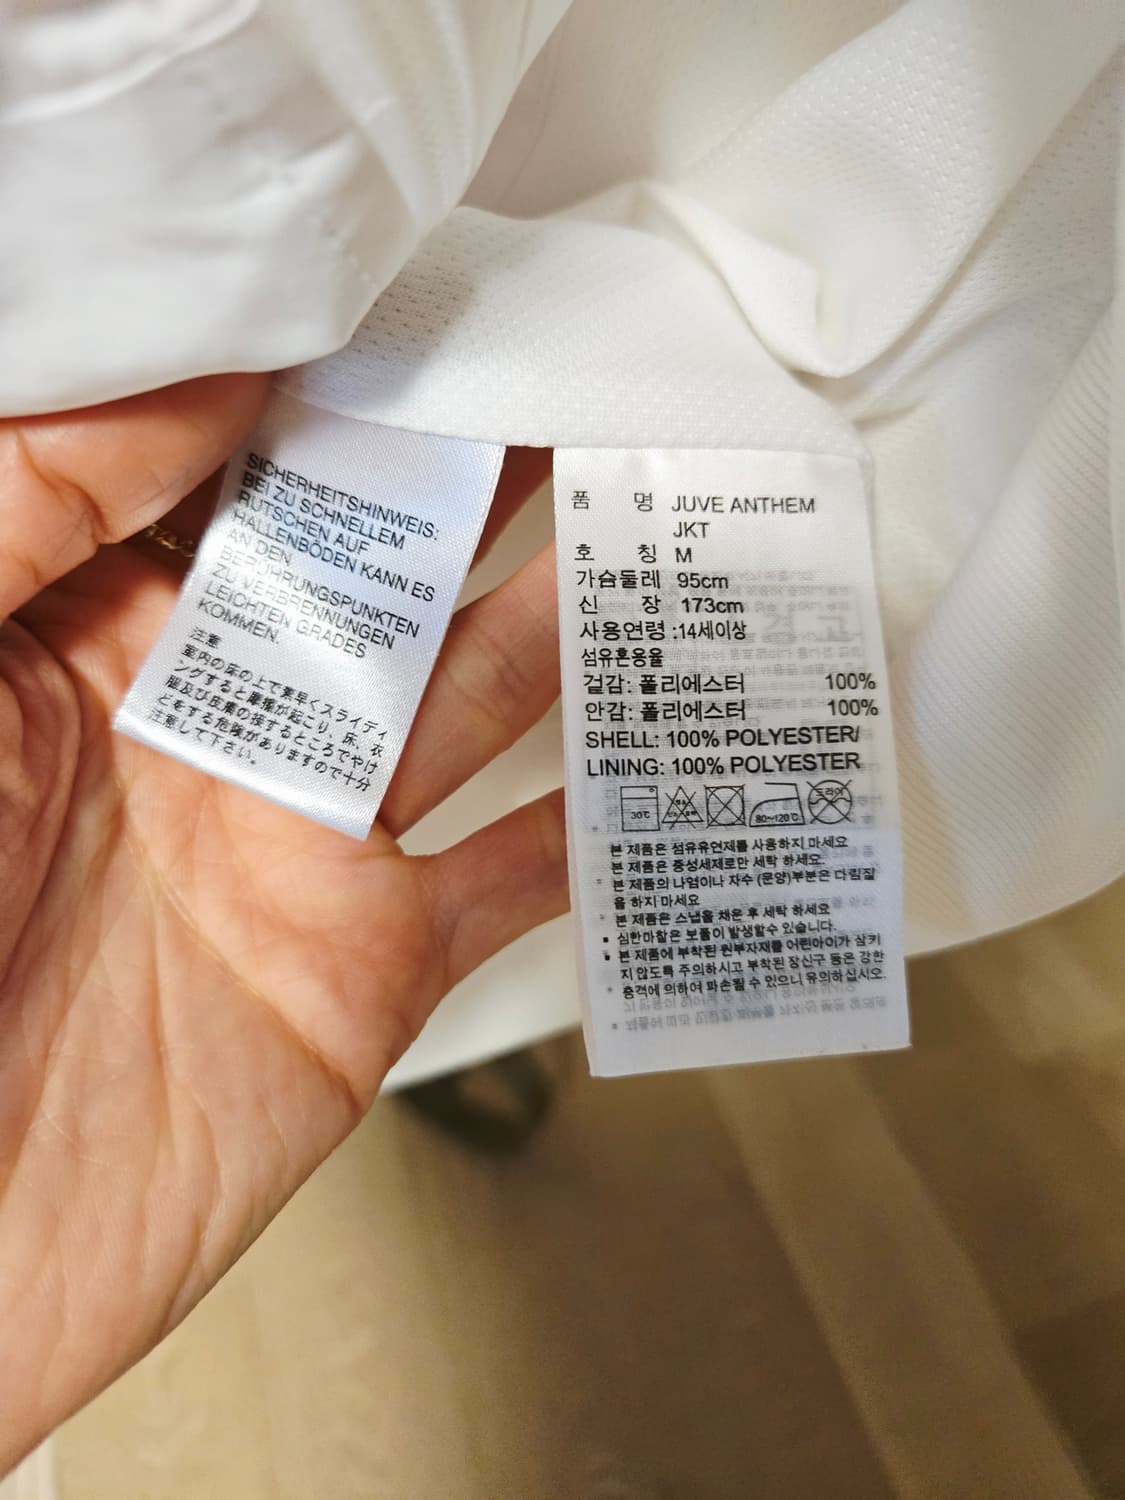 SICHERHEITSHINWEIS:
BEI ZU SCHNELLEM
RUTSCHEN AUF
HALLENBÖDEN KANN ES
AN DEN
BERÜHRUNGSPUNKTEN
ZU VERBRENNUNGEN
LEICHTEN GRADES
KOMMEN.
注意
室内の床の上で素早くスライディ
ングすると摩擦が起こり、床、衣
服及び皮膚の接するところでやけ
どをする危険がありますので十分
注意して下さい。
품 명 JUVE ANTHEM
JKT
호 칭 M
가슴둘레 95cm
신 장 173cm
사용연령 :14세이상
섬유혼용율
겉감: 폴리에스터 100%
안감: 폴리에스터 100%
SHELL: 100% POLYESTER/
LINING: 100% POLYESTER
30℃ 80~120℃ 드라이
본 제품은 섬유유연제를 사용하지 마세요
본 제품은 중성세제로만 세탁 하세요.
본 제품의 나염이나 자수 (문양)부분은 다림질
을 하지 마세요
본 제품은 스냅을 채운 후 세탁 하세요
▪ 심한마찰은 보풀이 발생할수 있습니다.
▪ 본 제품에 부착된 원부자재를 어린아이가 삼키
지 않도록 주의하시고 부착된 장신구 등은 강한
충격에 의하여 파손될 수 있으니 유의하십시오.